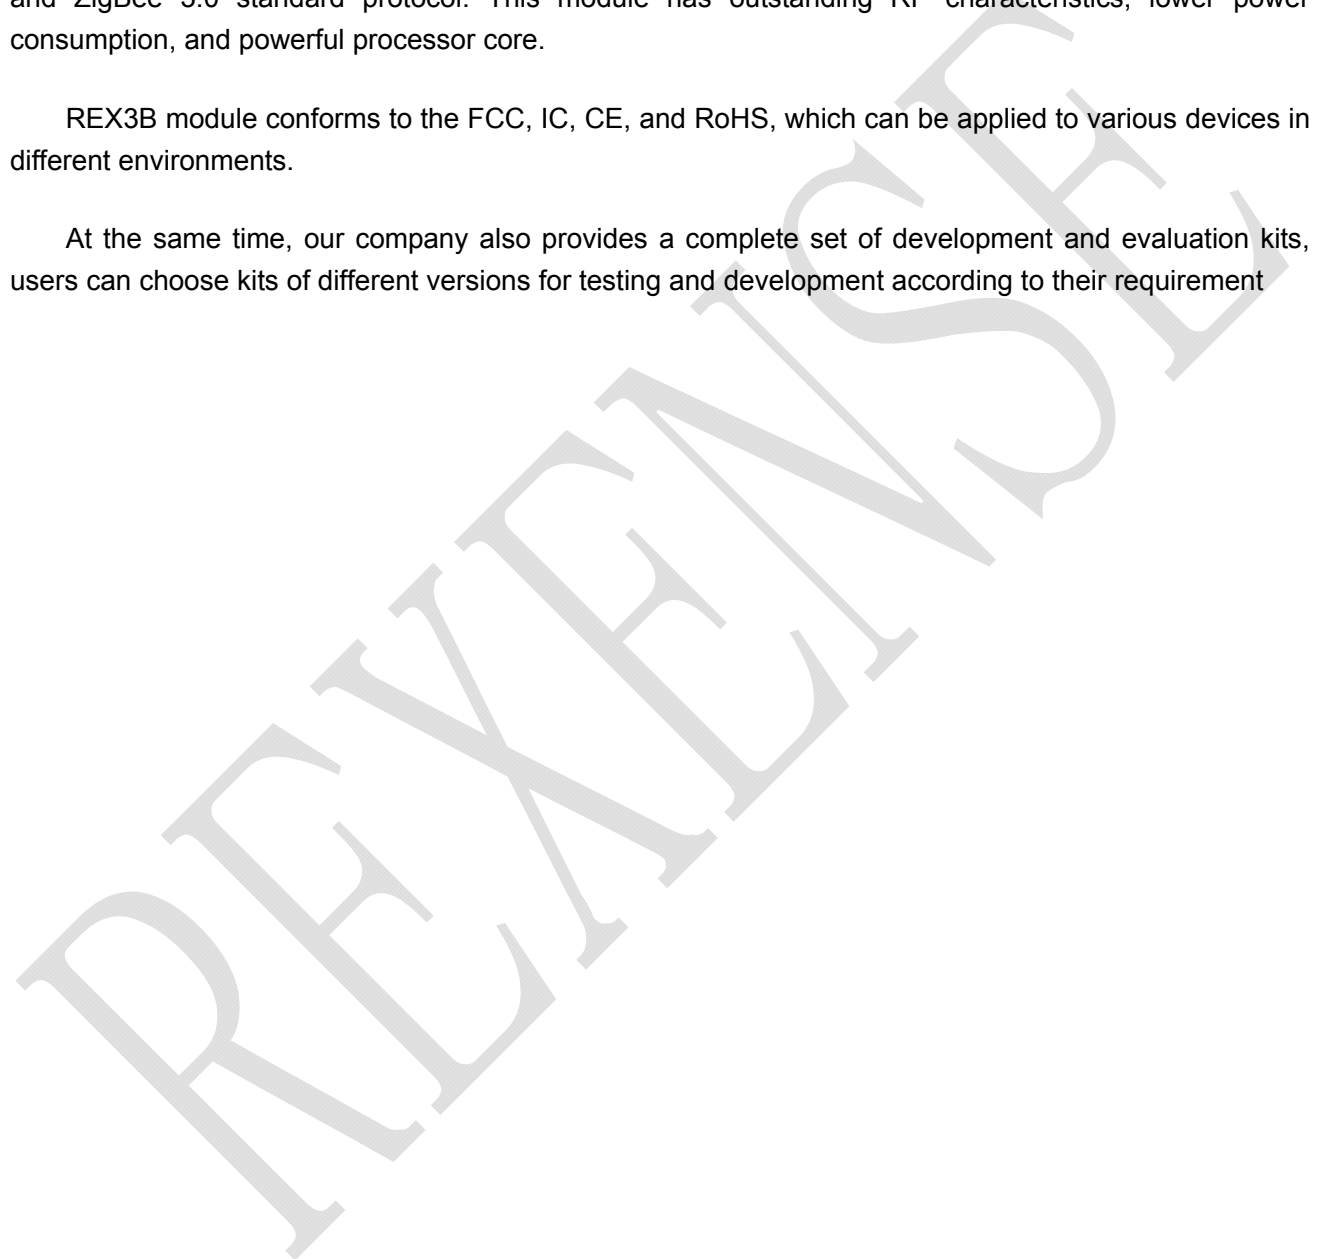 and ZigBee 3.0 standard protocol. This module has outstanding RF characteristics, lower power
consumption, and powerful processor core.
REX3B module conforms to the FCC, IC, CE, and RoHS, which can be applied to various devices in
different environments.
At the same time, our company also provides a complete set of development and evaluation kits,
users can choose kits of different versions for testing and development according to their requirement
REXENSE